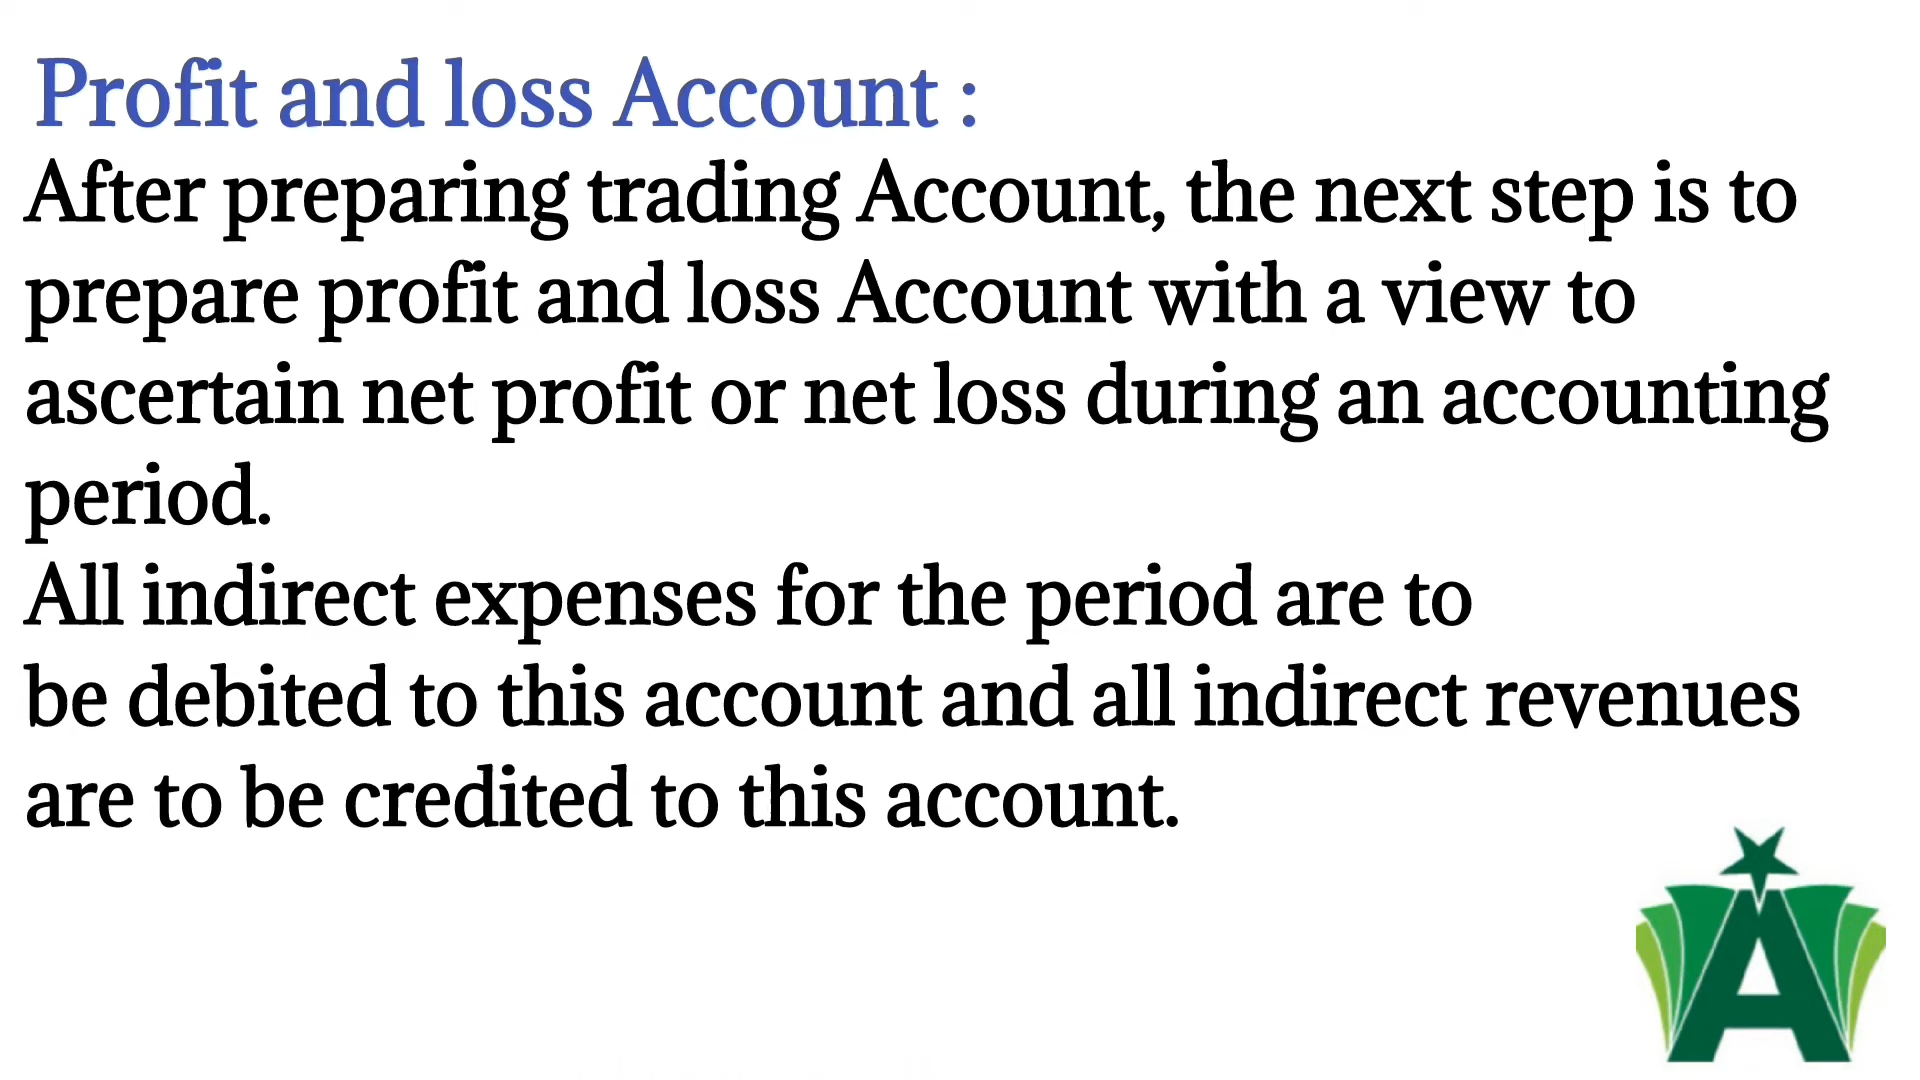 Profit and loss Account :
After preparing trading Account, the next step is to
prepare profit and loss Account with a view to
ascertain net profit or net loss during an accounting
period.
All indirect expenses for the period are to
be debited to this account and all indirect revenues
are to be credited to this account.
A